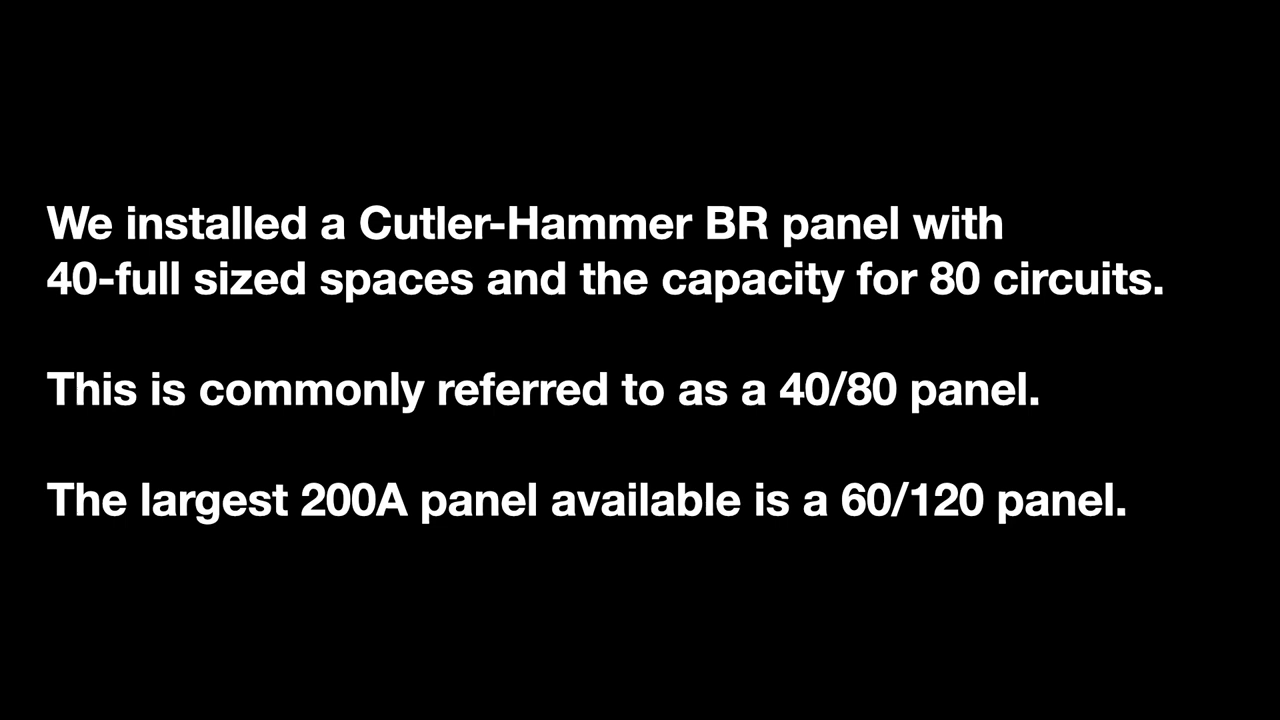 We installed a Cutler-Hammer BR panel with
40-full sized spaces and the capacity for 80 circuits.
This is commonly referred to as a 40/80 panel.
The largest 200A panel available is a 60/120 panel.